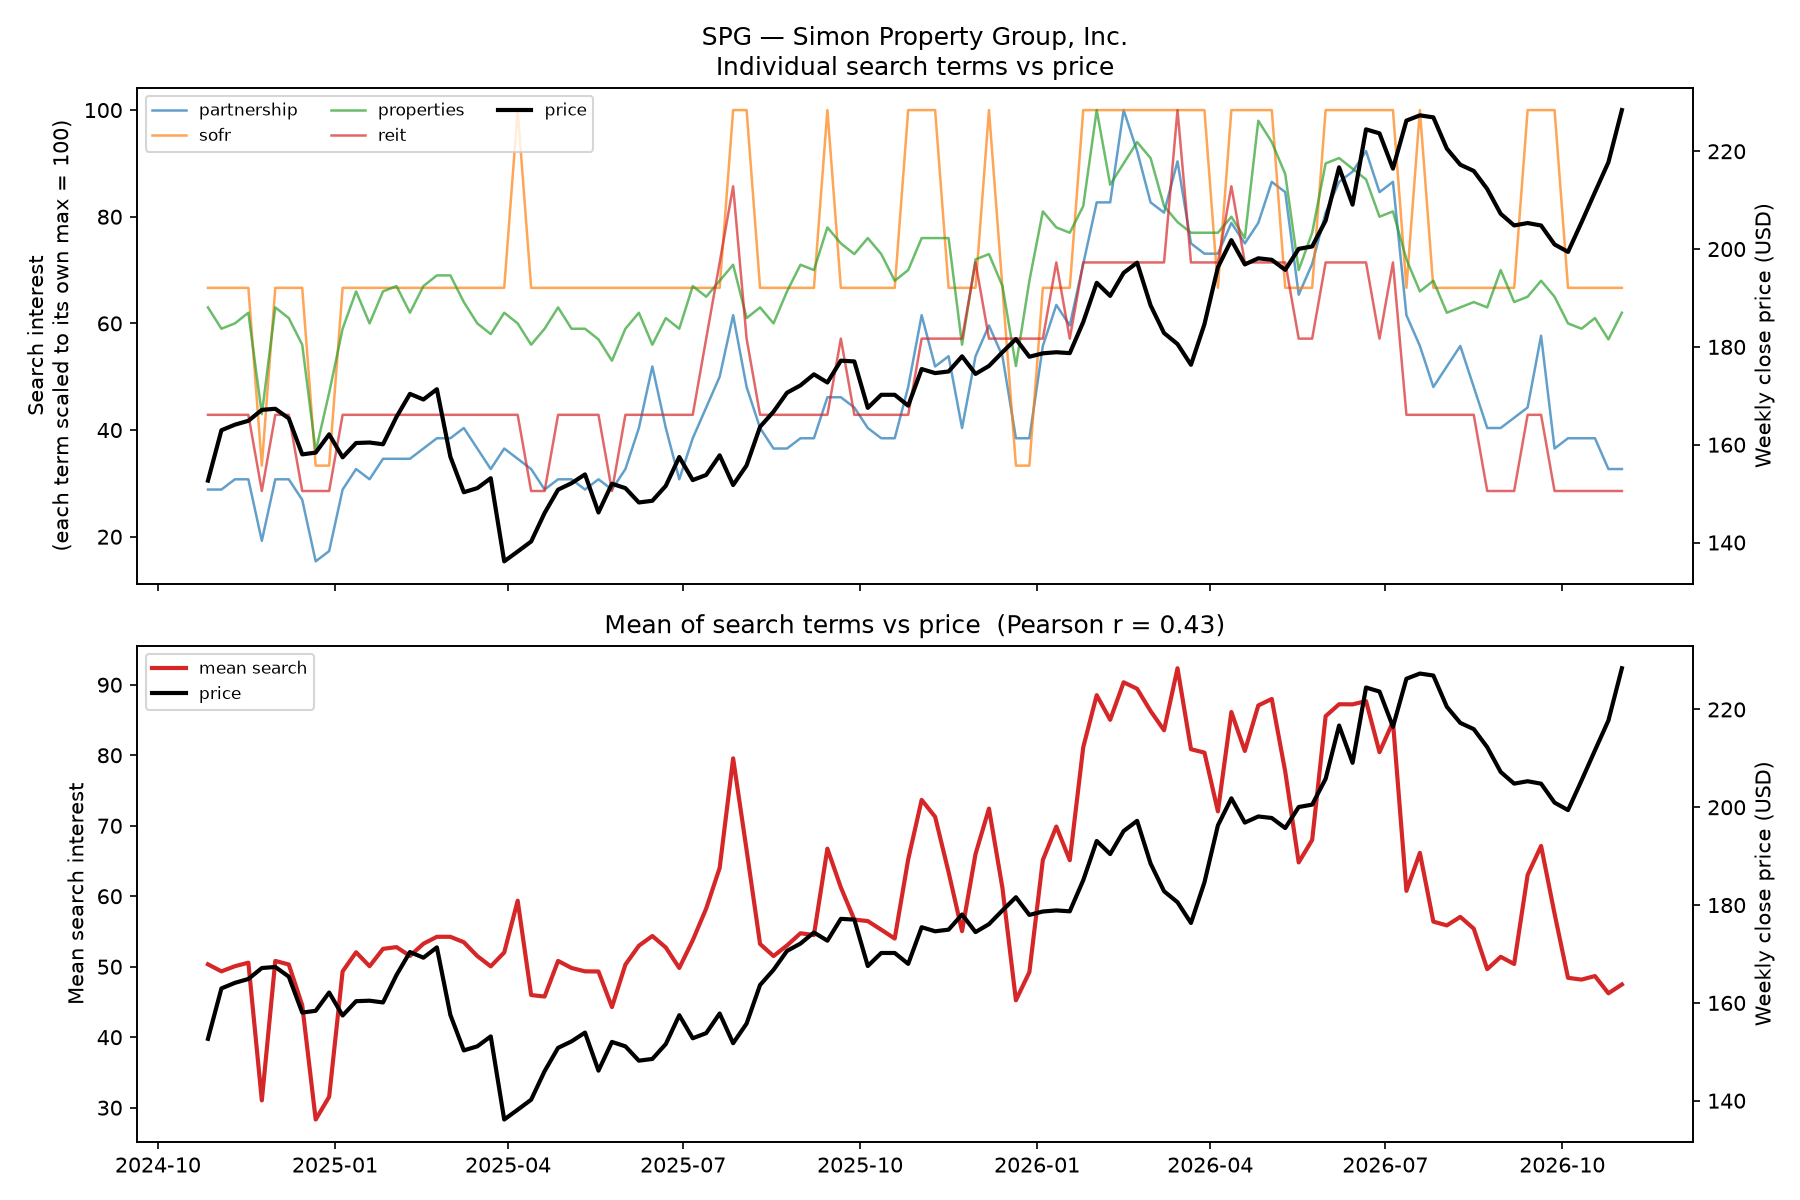 SPG — Simon Property Group, Inc.
Individual search terms vs price
partnership
sofr
properties
reit
price
Search interest
(each term scaled to its own max = 100)
100
80
60
40
20
220
200
180
160
140
Weekly close price (USD)
Mean of search terms vs price (Pearson r = 0.43)
mean search
price
Mean search interest
90
80
70
60
50
40
30
220
200
180
160
140
Weekly close price (USD)
2024-10
2025-01
2025-04
2025-07
2025-10
2026-01
2026-04
2026-07
2026-10